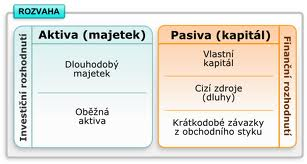 ROZVAHA
Investiční rozhodnutí
Aktiva (majetek)
Dlouhodobý
majetek
Oběžná
aktiva
Pasiva (kapitál)
Vlastní
kapitál
Cizí zdroje
(dluhy)
Krátkodobé závazky
z obchodního styku
Finanční rozhodnutí